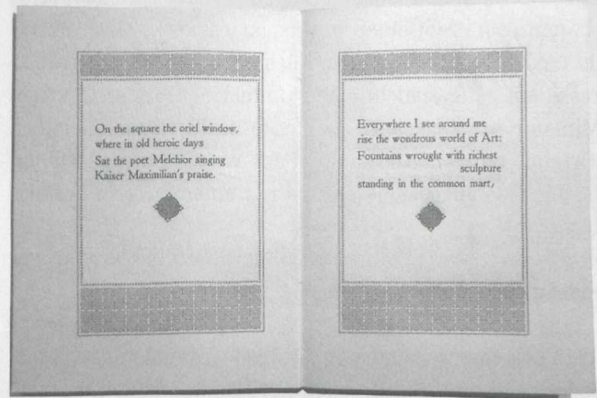 On the square the oriel window,
where in old heroic days
Sat the poet Melchior singing
Kaiser Maximilian's praise.
Everywhere I see around me
rise the wondrous world of Art:
Fountains wrought with richest
sculpture
standing in the common mart,